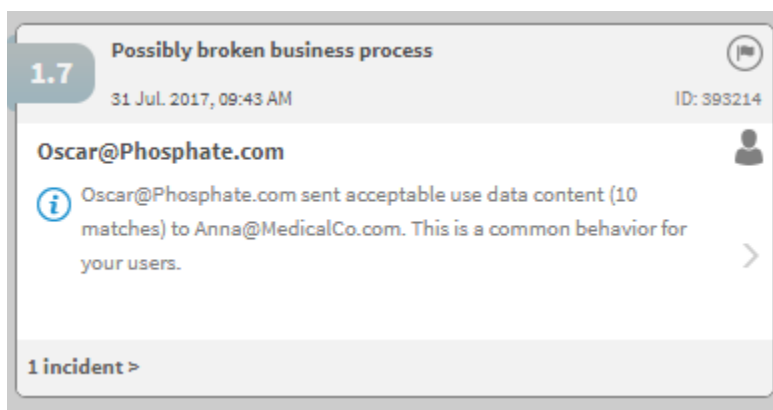 1.7
Possibly broken business process
31 Jul. 2017, 09:43 AM
ID: 393214
Oscar@Phosphate.com
Oscar@Phosphate.com sent acceptable use data content (10
matches) to Anna@MedicalCo.com. This is a common behavior for
your users.
1 incident >